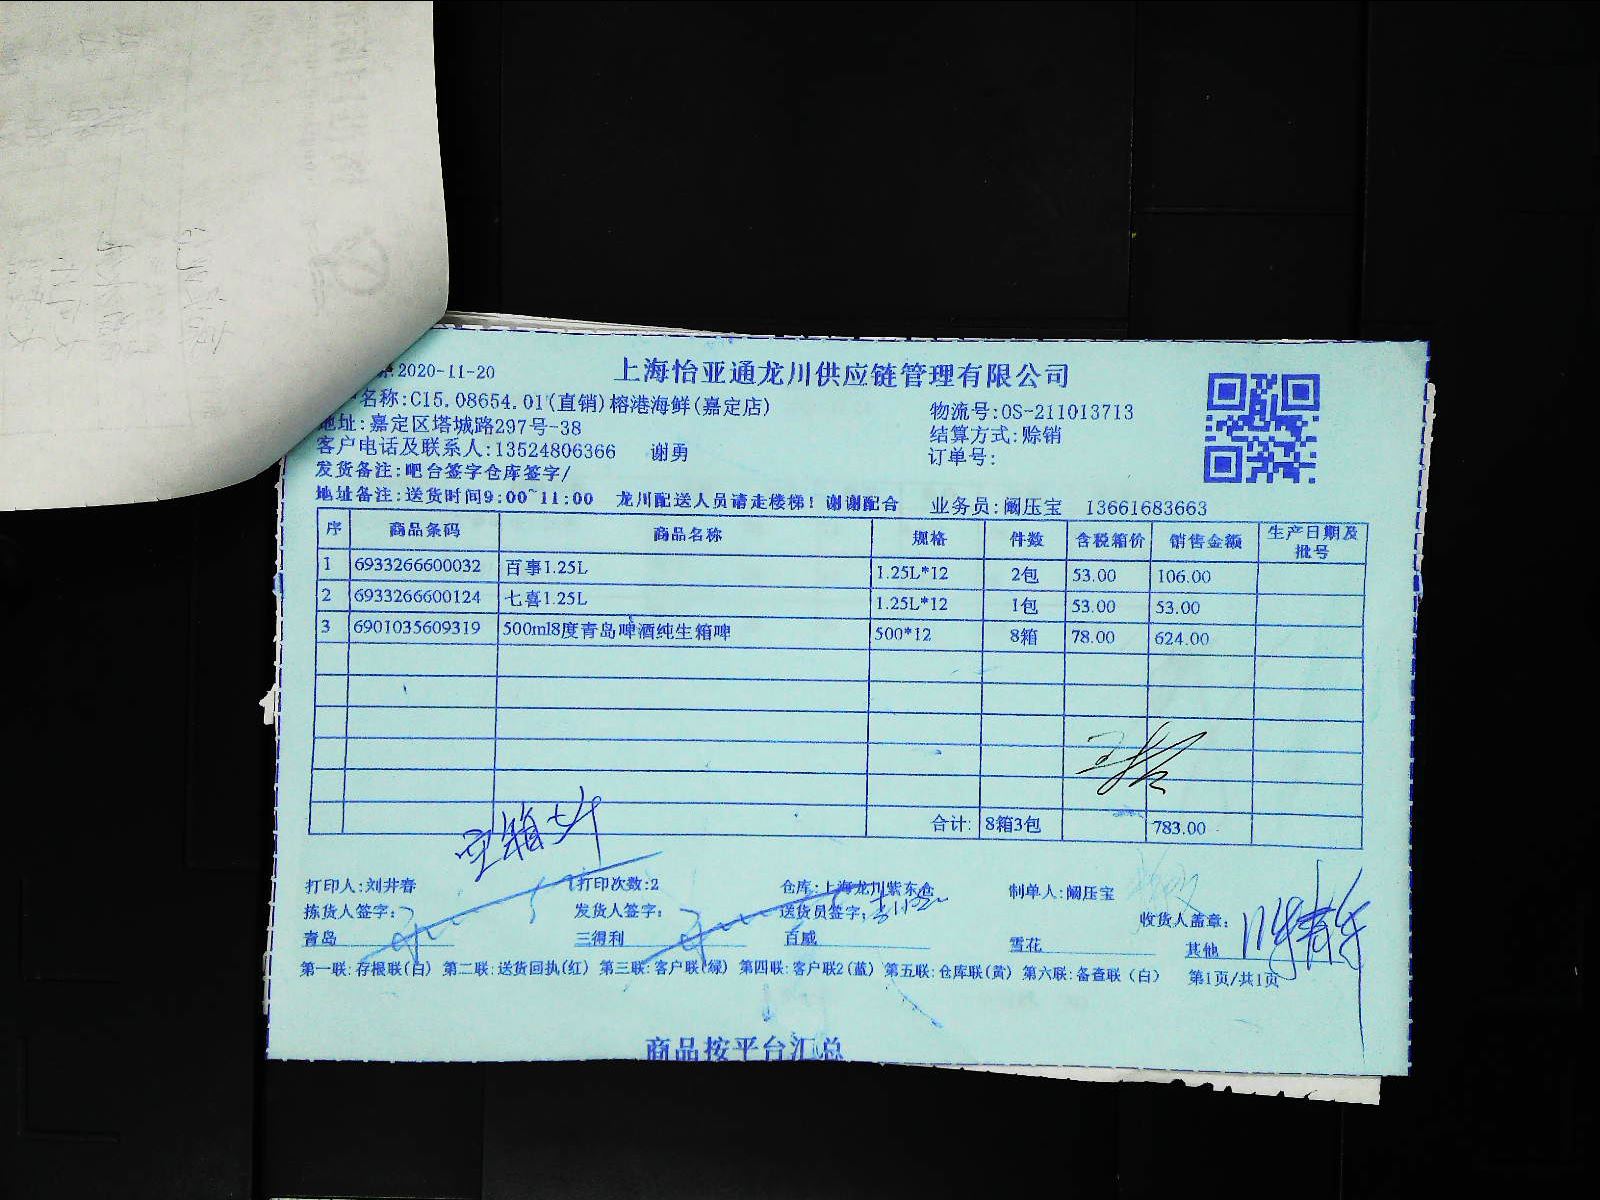 2020-11-20
上海怡亚通龙川供应链管理有限公司
名称:C15.08654.01(直销)榕港海鲜(嘉定店)
物流号:OS-211013713
地址:嘉定区塔城路297号-38
结算方式:赊销
客户电话及联系人:13524806366 谢勇
订单号:
发货备注:吧台签字仓库签字/
地址备注:送货时间9:00~11:00 龙川配送人员请走楼梯！谢谢配合 业务员:阚压宝 13661683663
序 商品条码 商品名称 规格 件数 含税箱价 销售金额 生产日期及批号
1 6933266600032 百事1.25L 1.25L*12 2包 53.00 106.00
2 6933266600124 七喜1.25L 1.25L*12 1包 53.00 53.00
3 6901035609319 500ml8度青岛啤酒纯生箱啤 500*12 8箱 78.00 624.00
合计: 8箱3包 783.00
打印人:刘井春 打印次数:2 仓库:上海龙川紫东仓 制单人:阚压宝
拣货人签字: 发货人签字: 送货员签字: 收货人盖章:
青岛 三得利 百威 雪花 其他
第一联:存根联(白) 第二联:送货回执(红) 第三联:客户联(绿) 第四联:客户联2(蓝) 第五联:仓库联(黄) 第六联:备查联（白） 第1页/共1页
商品按平台汇总